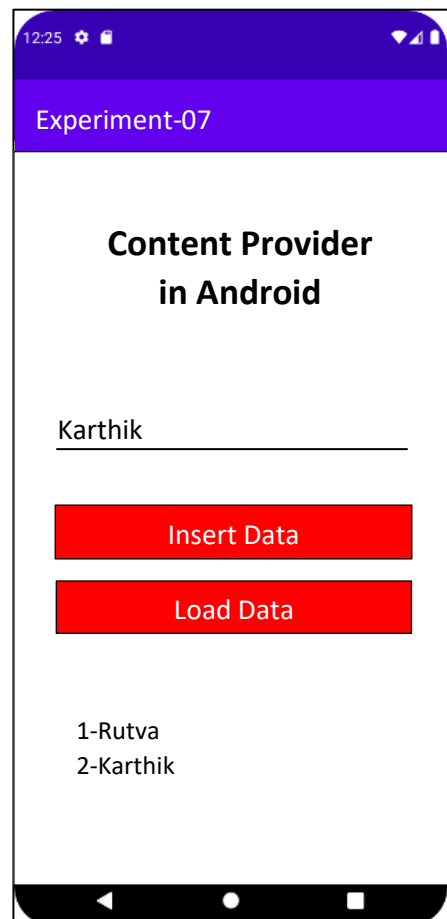 12:25
Experiment-07
Content Provider
in Android
Karthik
Insert Data
Load Data
1-Rutva
2-Karthik